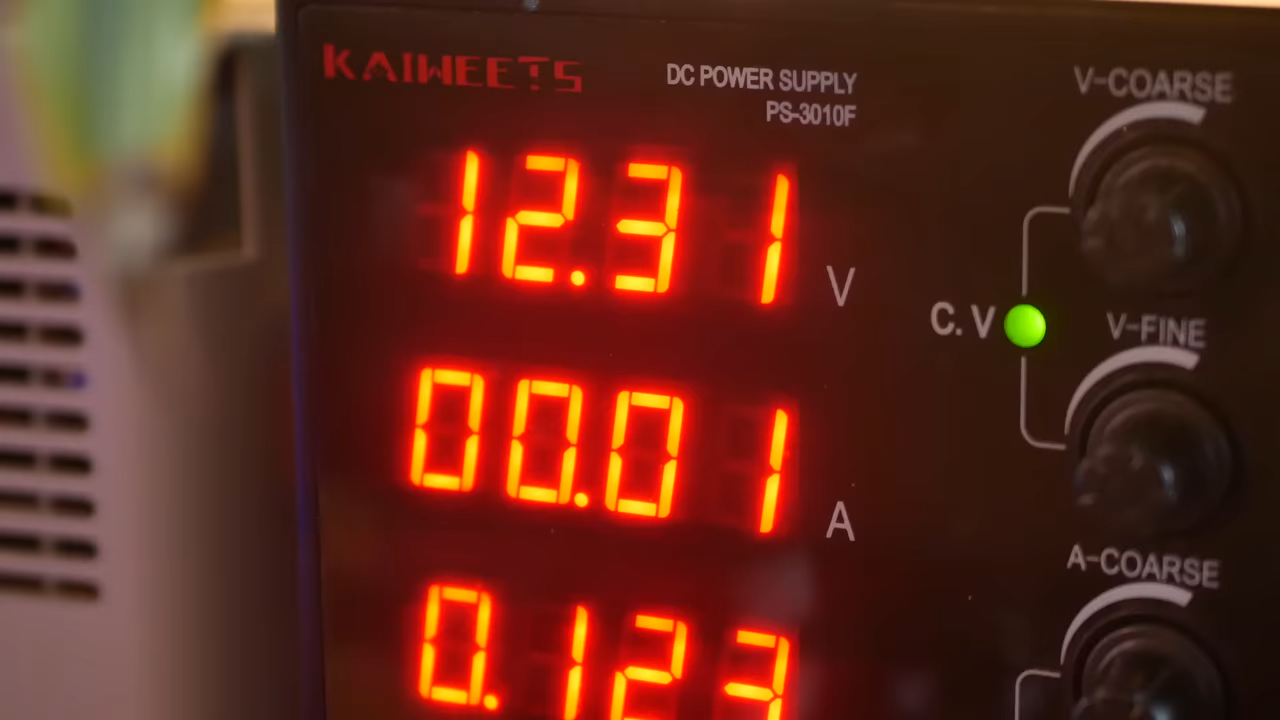 KAIWEETS
DC POWER SUPPLY
PS-3010F
V-COARSE
12.31 V
C.V
V-FINE
00.01 A
A-COARSE
0.123